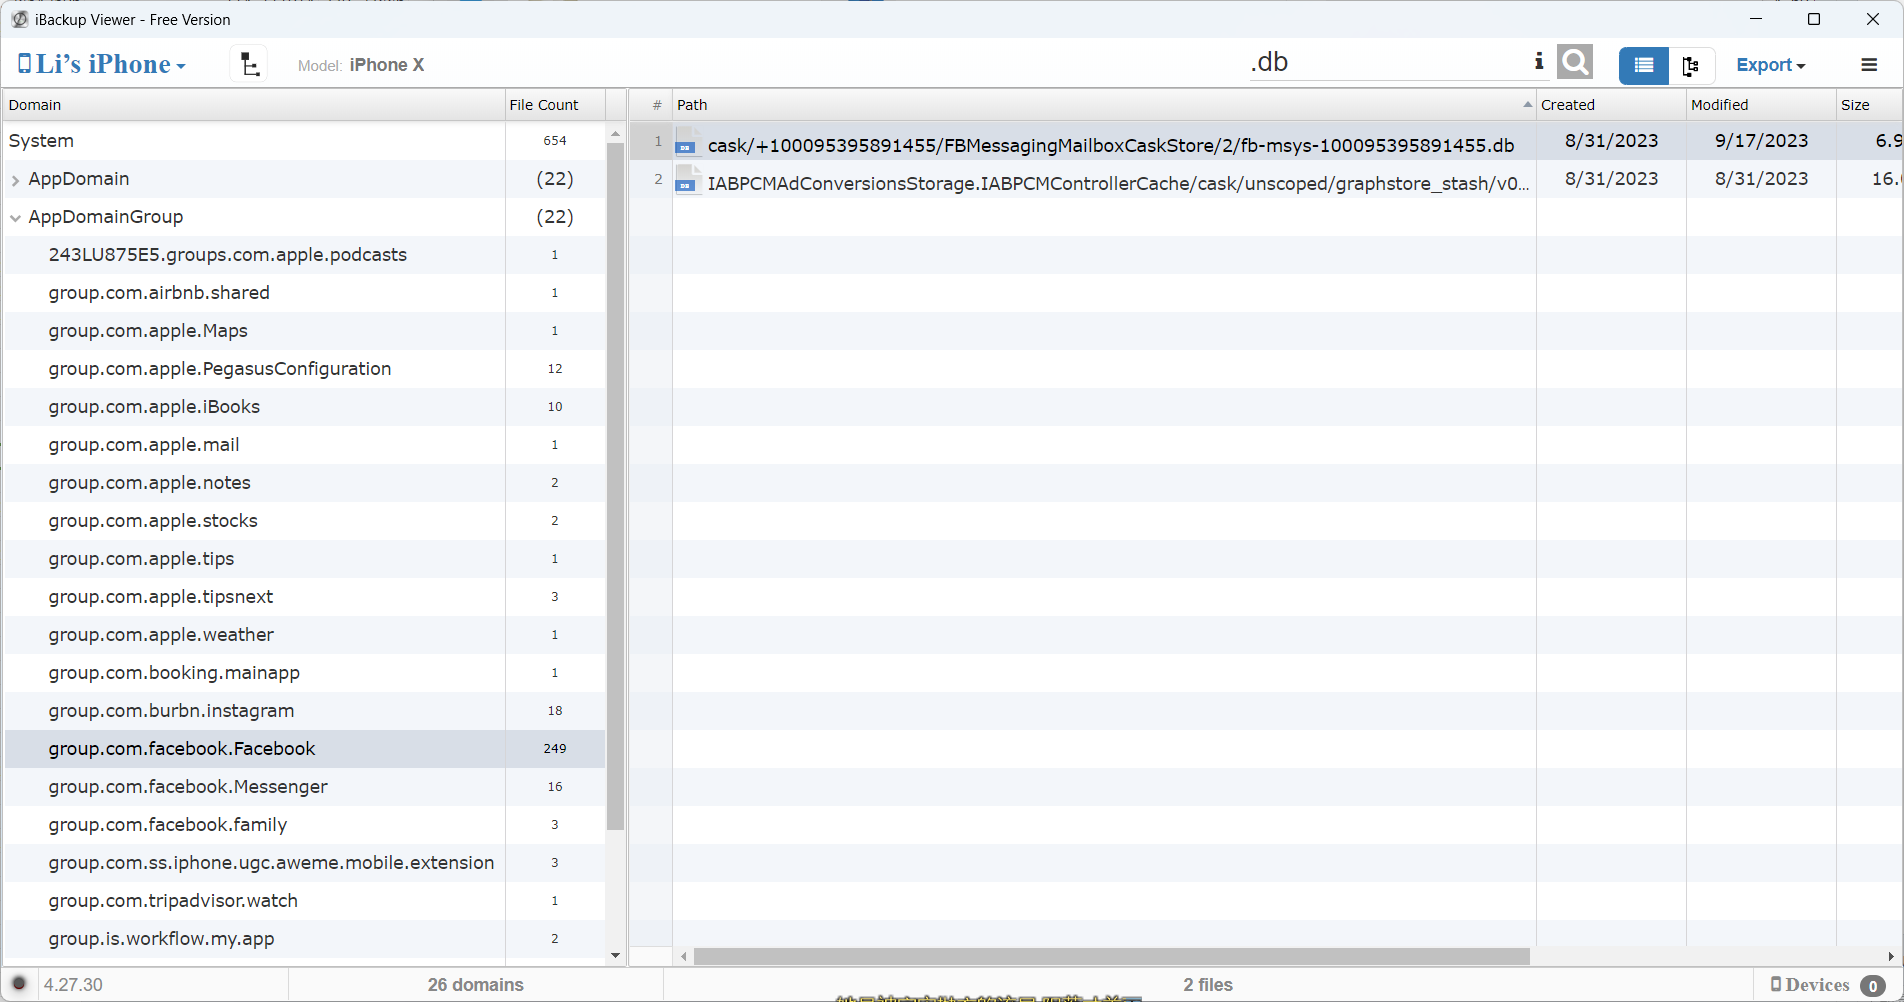 iBackup Viewer - Free Version
Li's iPhone
Model: iPhone X
.db
Export
Domain File Count
System 654
AppDomain (22)
AppDomainGroup (22)
243LU875E5.groups.com.apple.podcasts 1
group.com.airbnb.shared 1
group.com.apple.Maps 1
group.com.apple.PegasusConfiguration 12
group.com.apple.iBooks 10
group.com.apple.mail 1
group.com.apple.notes 2
group.com.apple.stocks 2
group.com.apple.tips 1
group.com.apple.tipsnext 3
group.com.apple.weather 1
group.com.booking.mainapp 1
group.com.burbn.instagram 18
group.com.facebook.Facebook 249
group.com.facebook.Messenger 16
group.com.facebook.family 3
group.com.ss.iphone.ugc.aweme.mobile.extension 3
group.com.tripadvisor.watch 1
group.is.workflow.my.app 2
# Path Created Modified Size
1 cask/+100095395891455/FBMessagingMailboxCaskStore/2/fb-msys-100095395891455.db 8/31/2023 9/17/2023 6.9
2 IABPCMAdConversionsStorage.IABPCMControllerCache/cask/unscoped/graphstore_stash/v0... 8/31/2023 8/31/2023 16.
4.27.30
26 domains
2 files
Devices 0